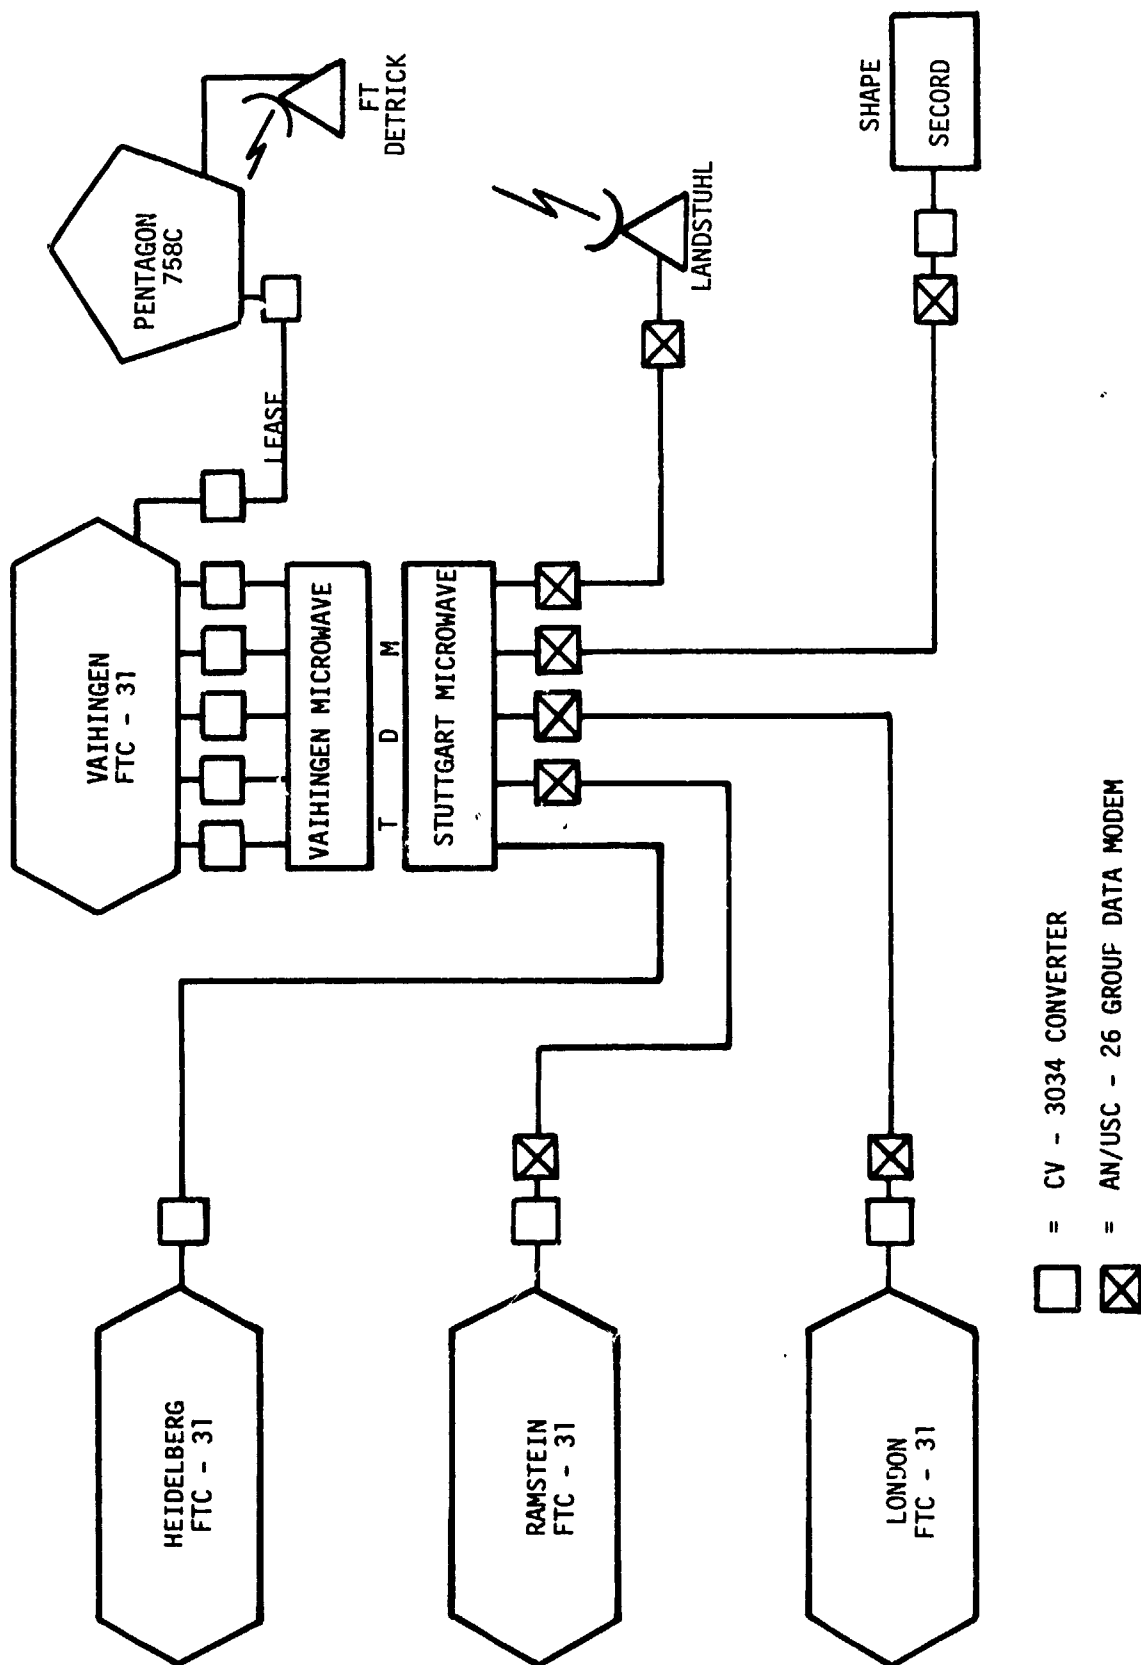 FT
DETRICK
PENTAGON
758C
SHAPE
SECORD
LANDSTUHL
LEASE
VAIHINGEN
FTC - 31
VAIHINGEN MICROWAVE
T D M
STUTTGART MICROWAVE
HEIDELBERG
FTC - 31
RAMSTEIN
FTC - 31
LONDON
FTC - 31
= CV - 3034 CONVERTER
= AN/USC - 26 GROUP DATA MODEM